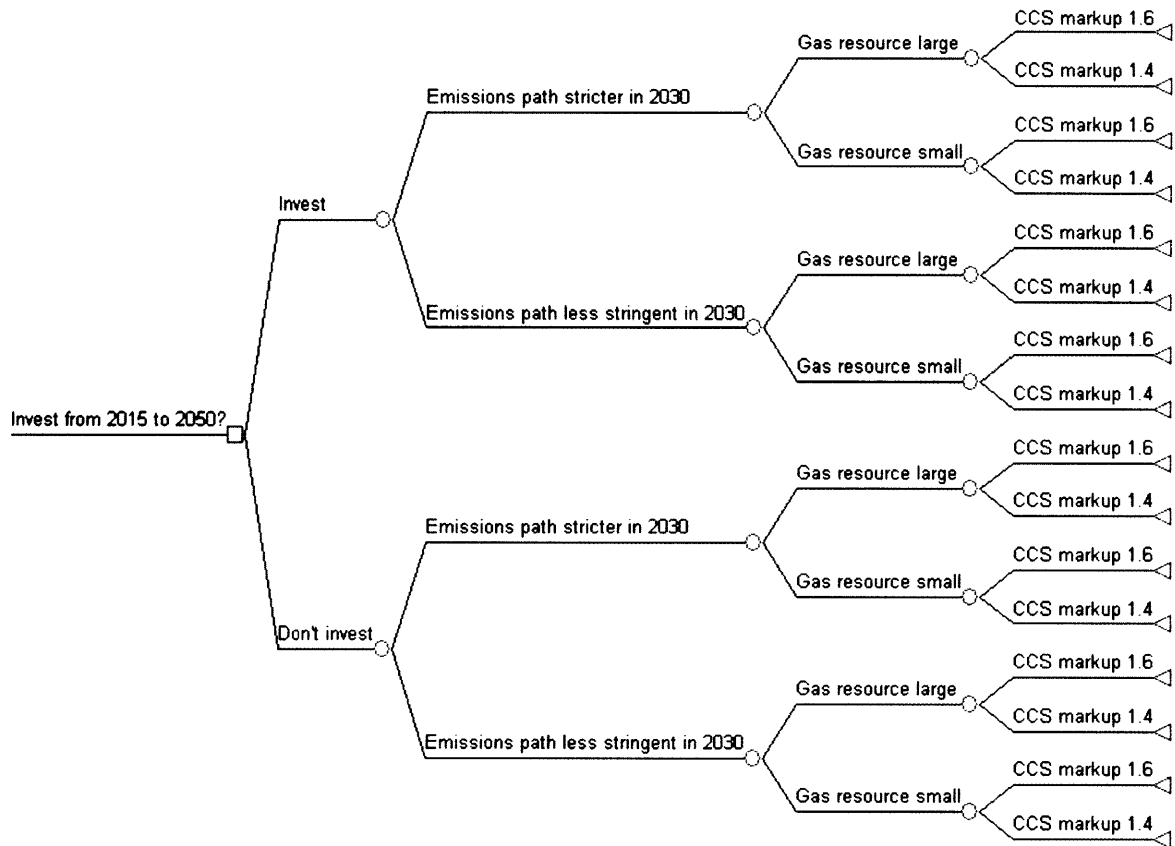 CCS markup 1.6
Gas resource large
CCS markup 1.4
Emissions path stricter in 2030
CCS markup 1.6
Gas resource small
CCS markup 1.4
Invest
CCS markup 1.6
Gas resource large
CCS markup 1.4
Emissions path less stringent in 2030
CCS markup 1.6
Gas resource small
CCS markup 1.4
Invest from 2015 to 2050?
CCS markup 1.6
Gas resource large
CCS markup 1.4
Emissions path stricter in 2030
CCS markup 1.6
Gas resource small
CCS markup 1.4
Don't invest
CCS markup 1.6
Gas resource large
CCS markup 1.4
Emissions path less stringent in 2030
CCS markup 1.6
Gas resource small
CCS markup 1.4